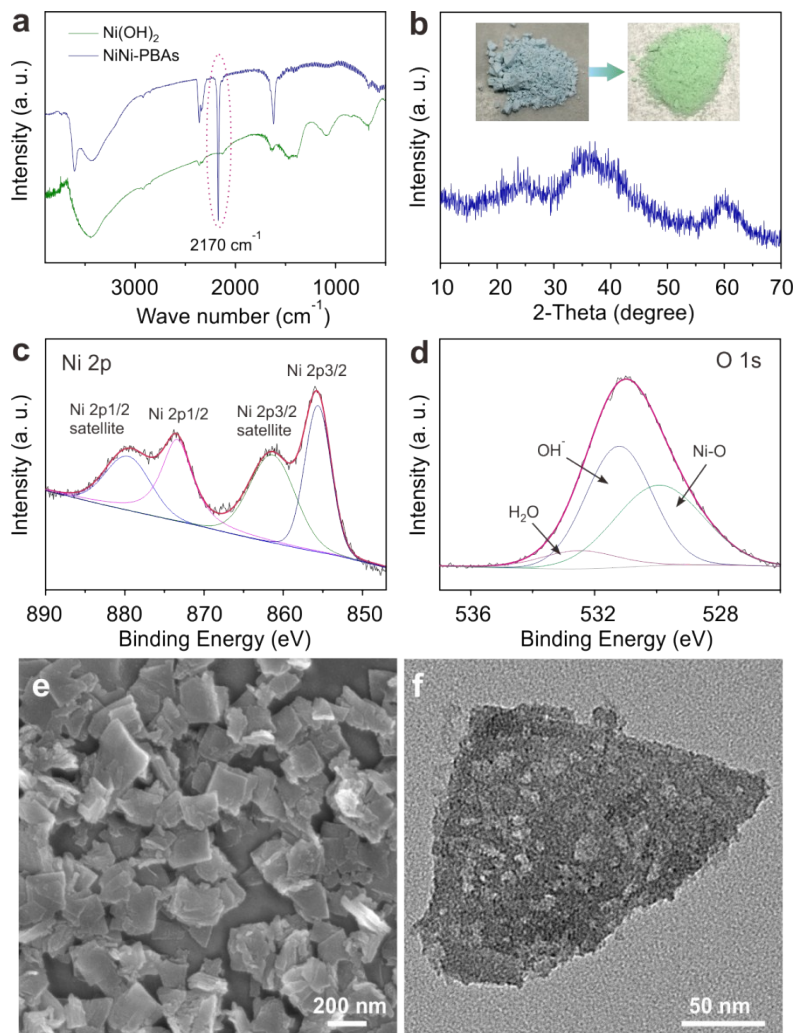 a
Ni(OH)2
NiNi-PBAs
Intensity (a. u.)
2170 cm-1
3000 2000 1000
Wave number (cm-1)
b
Intensity (a. u.)
10 20 30 40 50 60 70
2-Theta (degree)
c
Ni 2p
Ni 2p3/2
Ni 2p1/2
satellite
Ni 2p1/2
Ni 2p3/2
satellite
Intensity (a. u.)
890 880 870 860 850
Binding Energy (eV)
d
O 1s
OH-
Ni-O
H2O
Intensity (a. u.)
536 532 528
Binding Energy (eV)
e
200 nm
f
50 nm